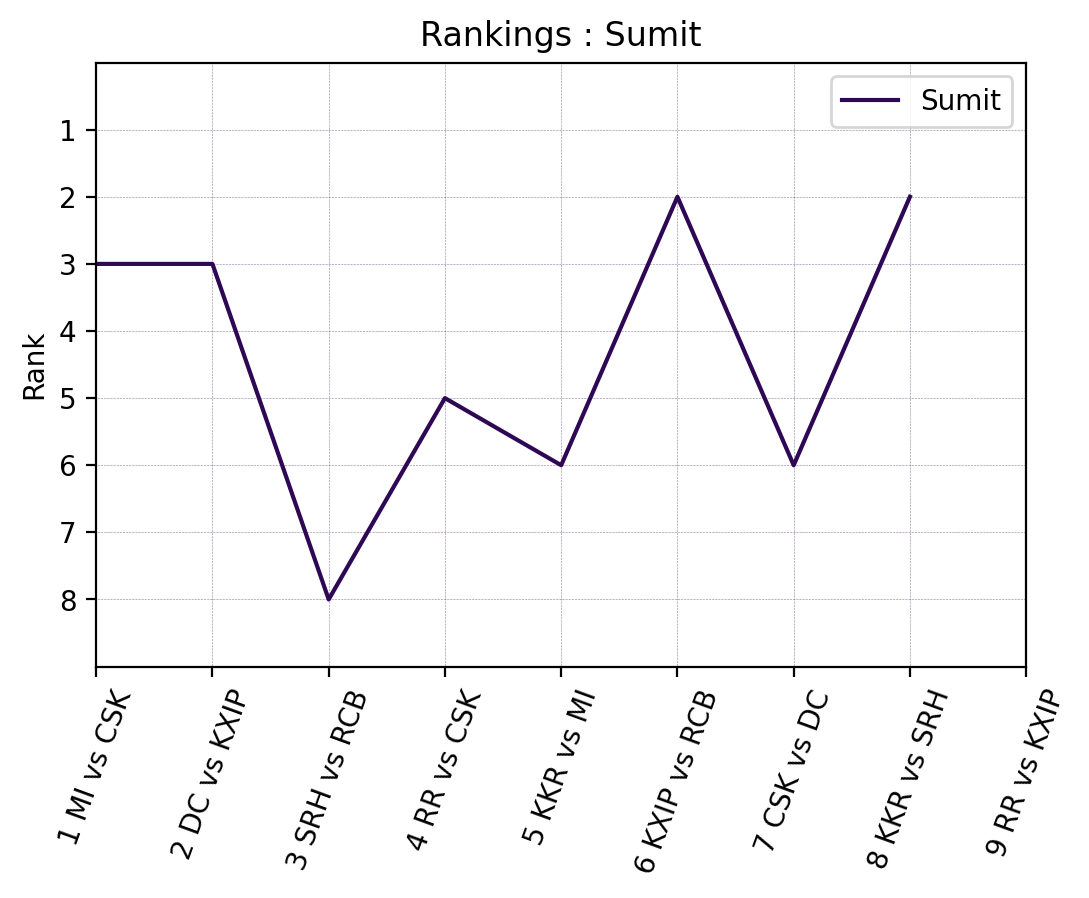 Rankings : Sumit
Sumit
Rank
1
2
3
4
5
6
7
8
1 MI vs CSK
2 DC vs KXIP
3 SRH vs RCB
4 RR vs CSK
5 KKR vs MI
6 KXIP vs RCB
7 CSK vs DC
8 KKR vs SRH
9 RR vs KXIP